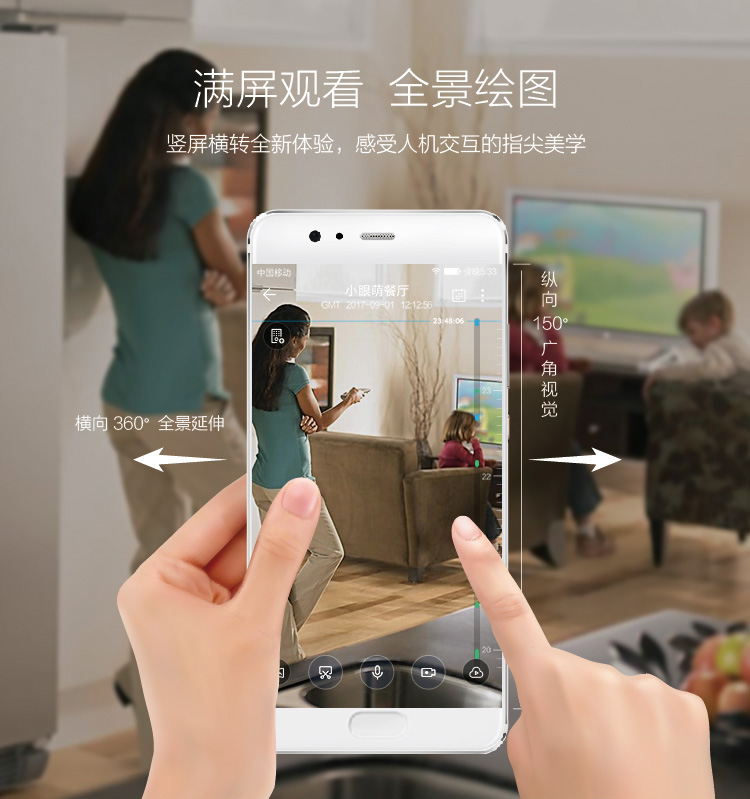 满屏观看 全景绘图
竖屏横转全新体验，感受人机交互的指尖美学
中国移动
小眼萌餐厅
GMT 2017-09-01 12:12:56
23:48:06
23
22
20
横向 360° 全景延伸
纵向
150°
广角视觉